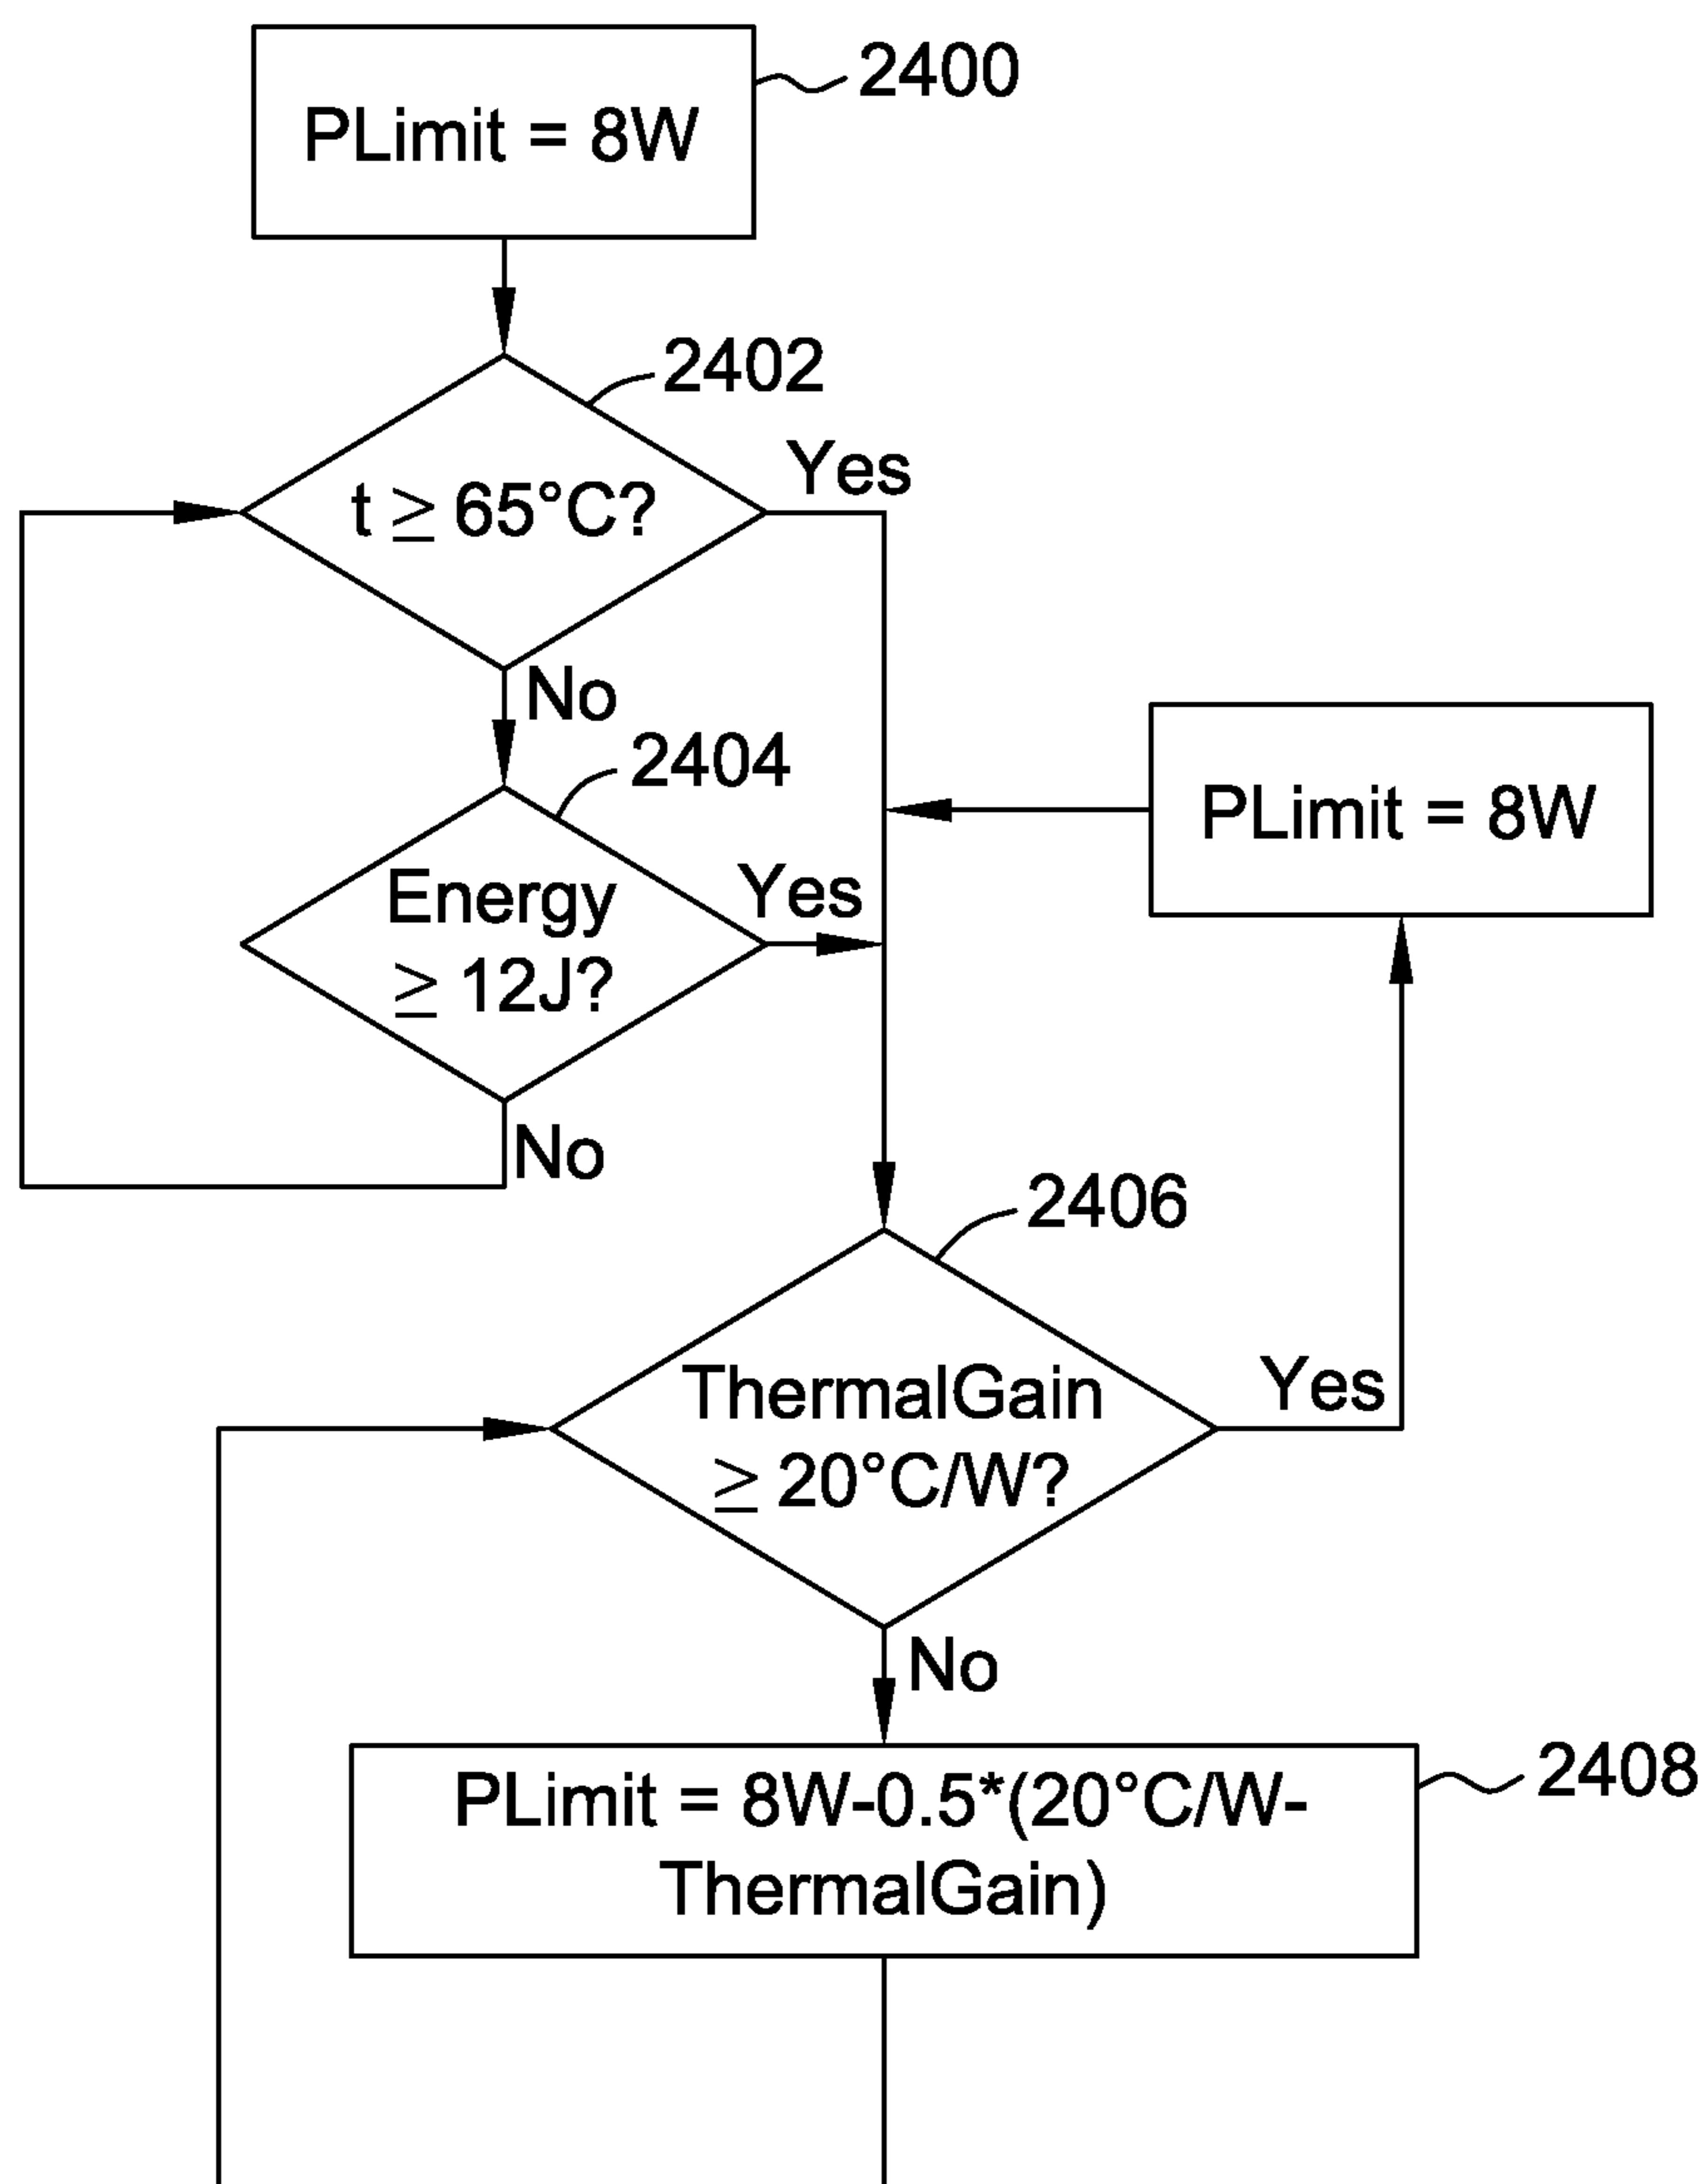 PLimit = 8W
2400
2402
t ≥ 65°C?
Yes
No
2404
Energy
≥ 12J?
Yes
No
PLimit = 8W
2406
ThermalGain
≥ 20°C/W?
Yes
No
2408
PLimit = 8W-0.5*(20°C/W-
ThermalGain)